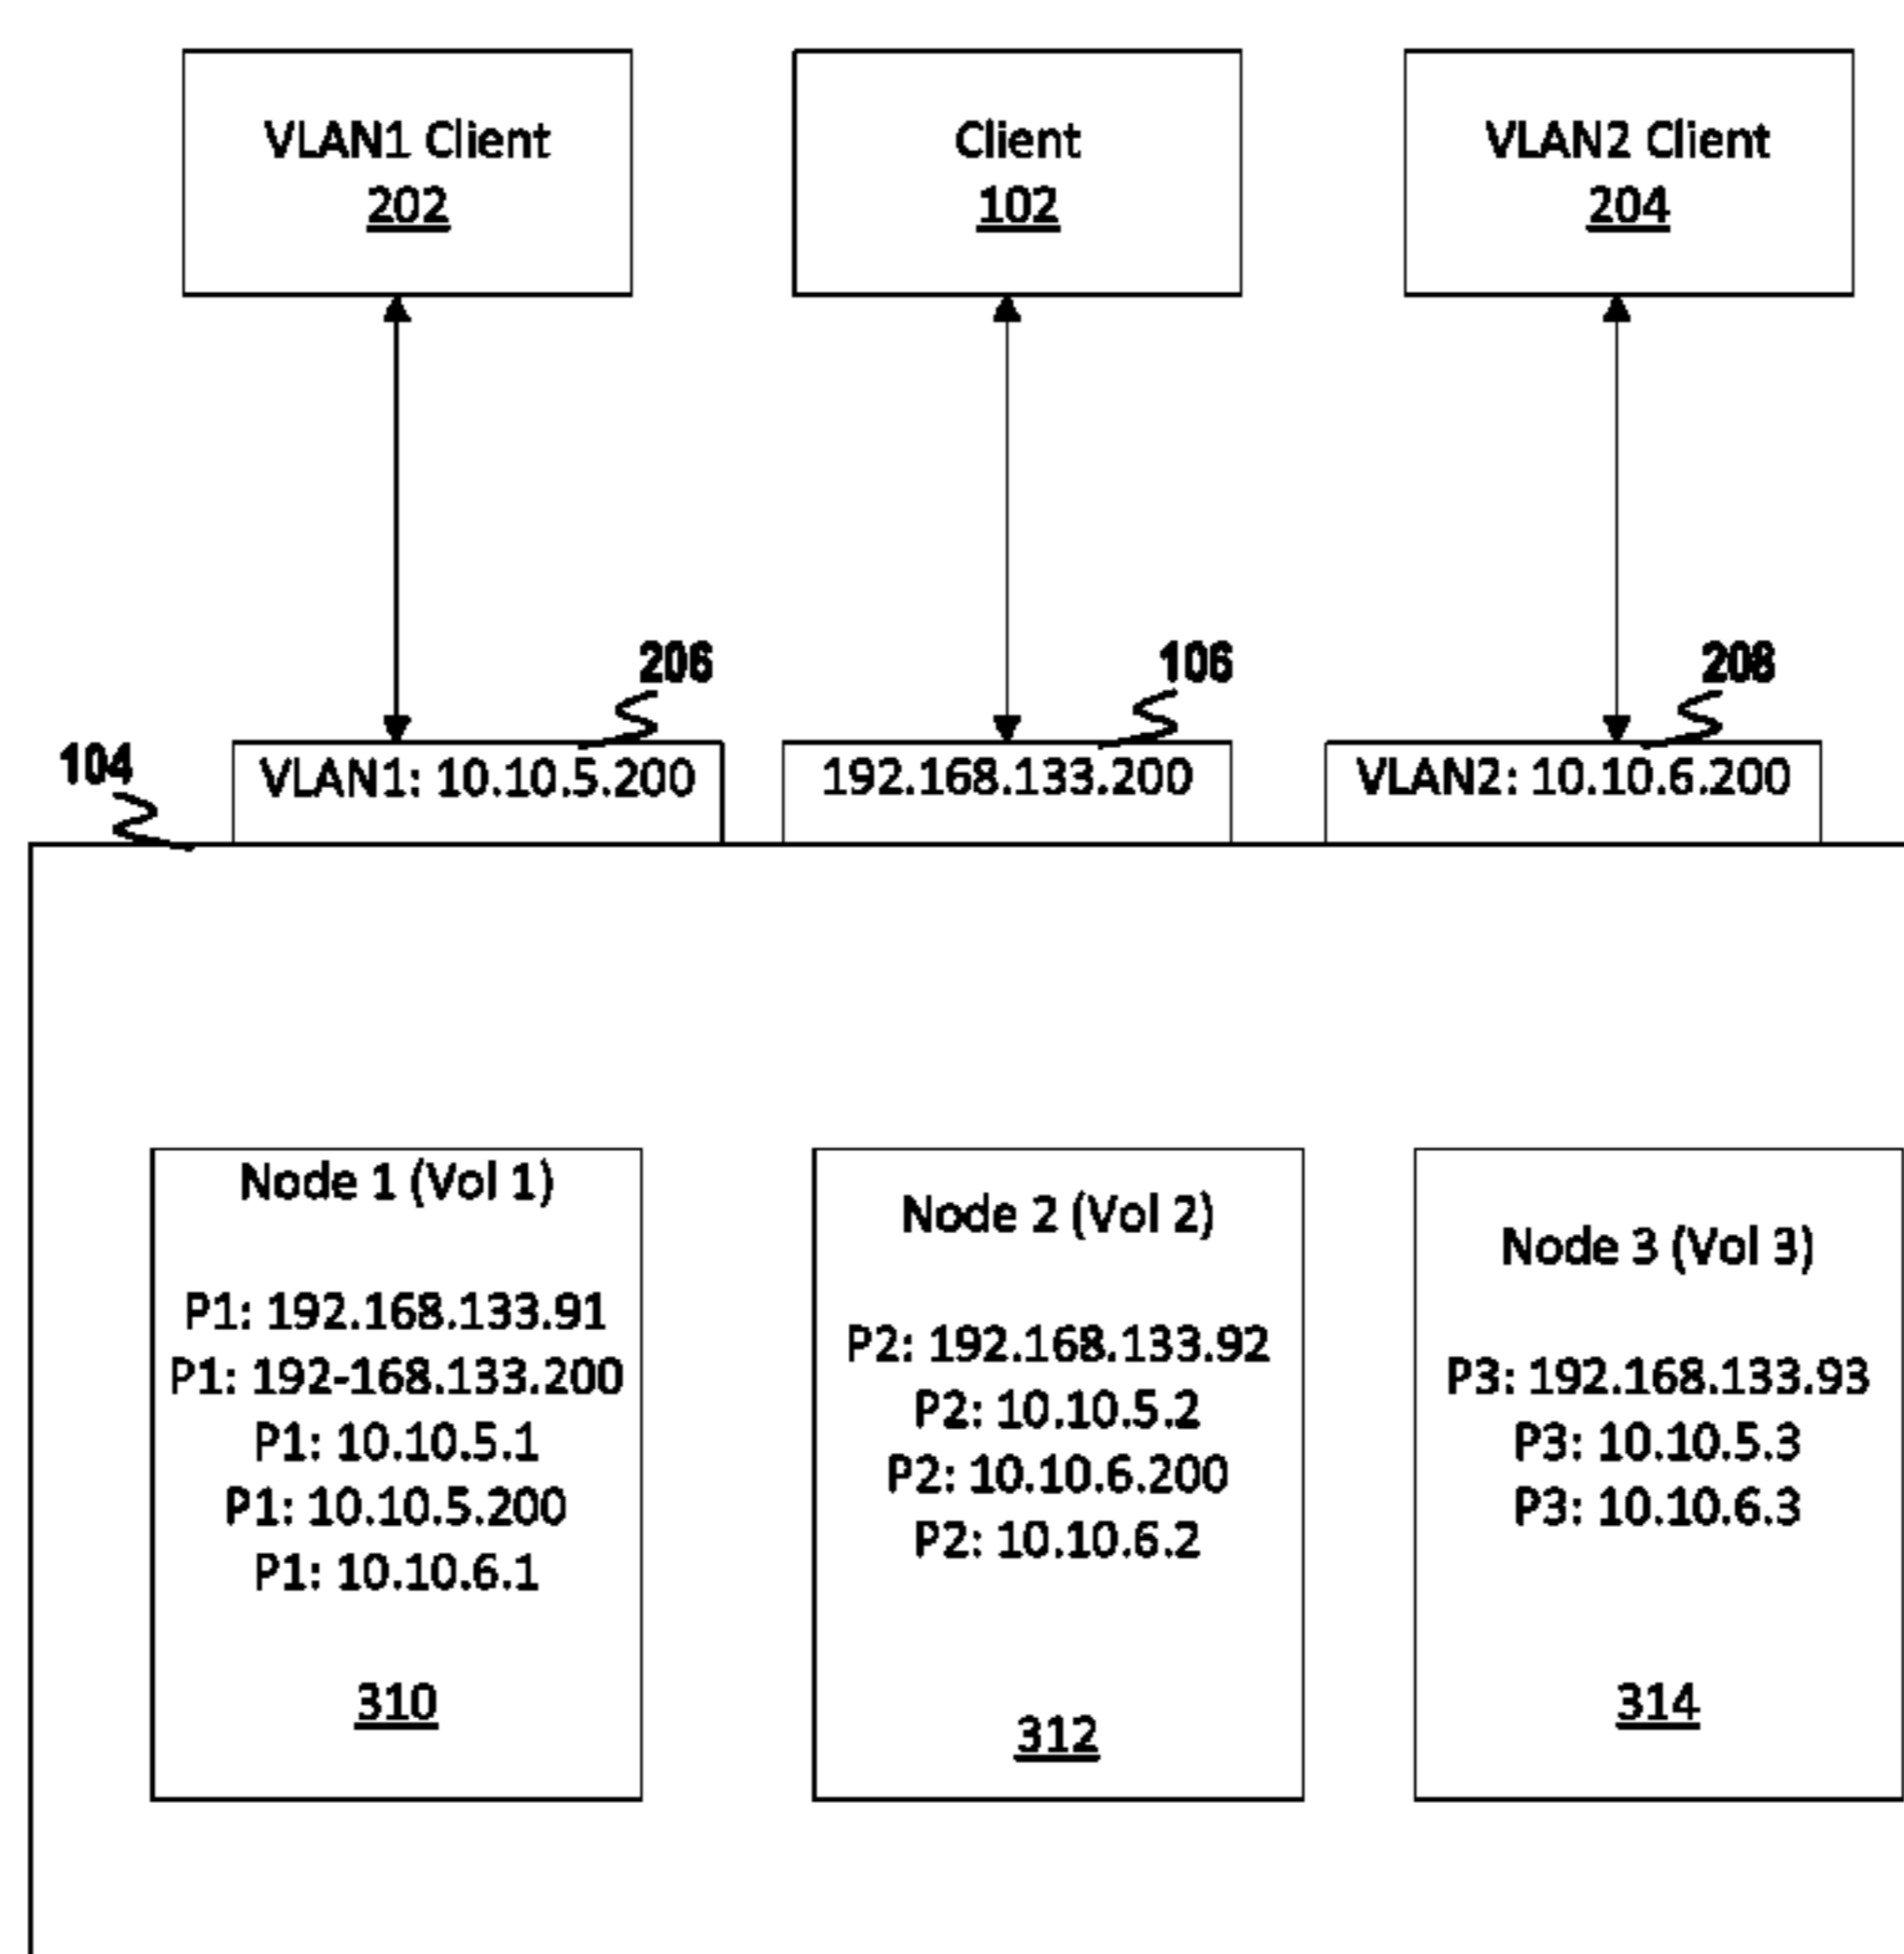 VLAN1 Client
202
Client
102
VLAN2 Client
204
206
106
208
104
VLAN1: 10.10.5.200
192.168.133.200
VLAN2: 10.10.6.200
Node 1 (Vol 1)
P1: 192.168.133.91
P1: 192-168.133.200
P1: 10.10.5.1
P1: 10.10.5.200
P1: 10.10.6.1
310
Node 2 (Vol 2)
P2: 192.168.133.92
P2: 10.10.5.2
P2: 10.10.6.200
P2: 10.10.6.2
312
Node 3 (Vol 3)
P3: 192.168.133.93
P3: 10.10.5.3
P3: 10.10.6.3
314